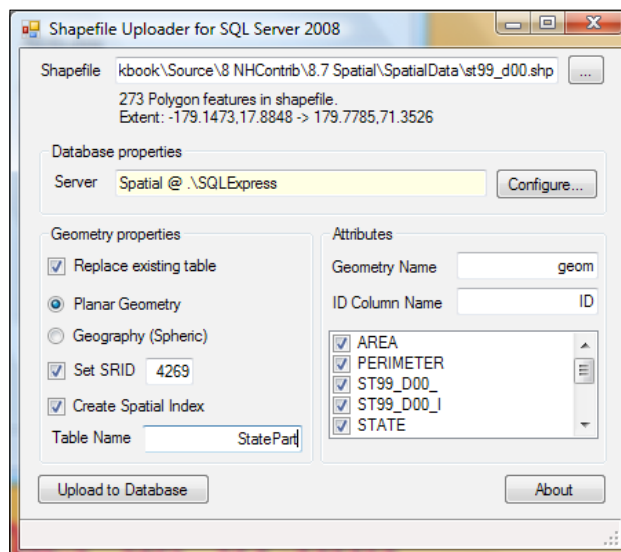 Shapefile Uploader for SQL Server 2008
Shapefile kbook\Source\8 NHContrib\8.7 Spatial\SpatialData\st99_d00.shp ...
273 Polygon features in shapefile.
Extent: -179.1473,17.8848 -> 179.7785,71.3526
Database properties
Server Spatial @ .\SQLExpress Configure...
Geometry properties
Replace existing table
Planar Geometry
Geography (Spheric)
Set SRID 4269
Create Spatial Index
Table Name StatePart
Attributes
Geometry Name geom
ID Column Name ID
AREA
PERIMETER
ST99_D00_
ST99_D00_I
STATE
Upload to Database
About